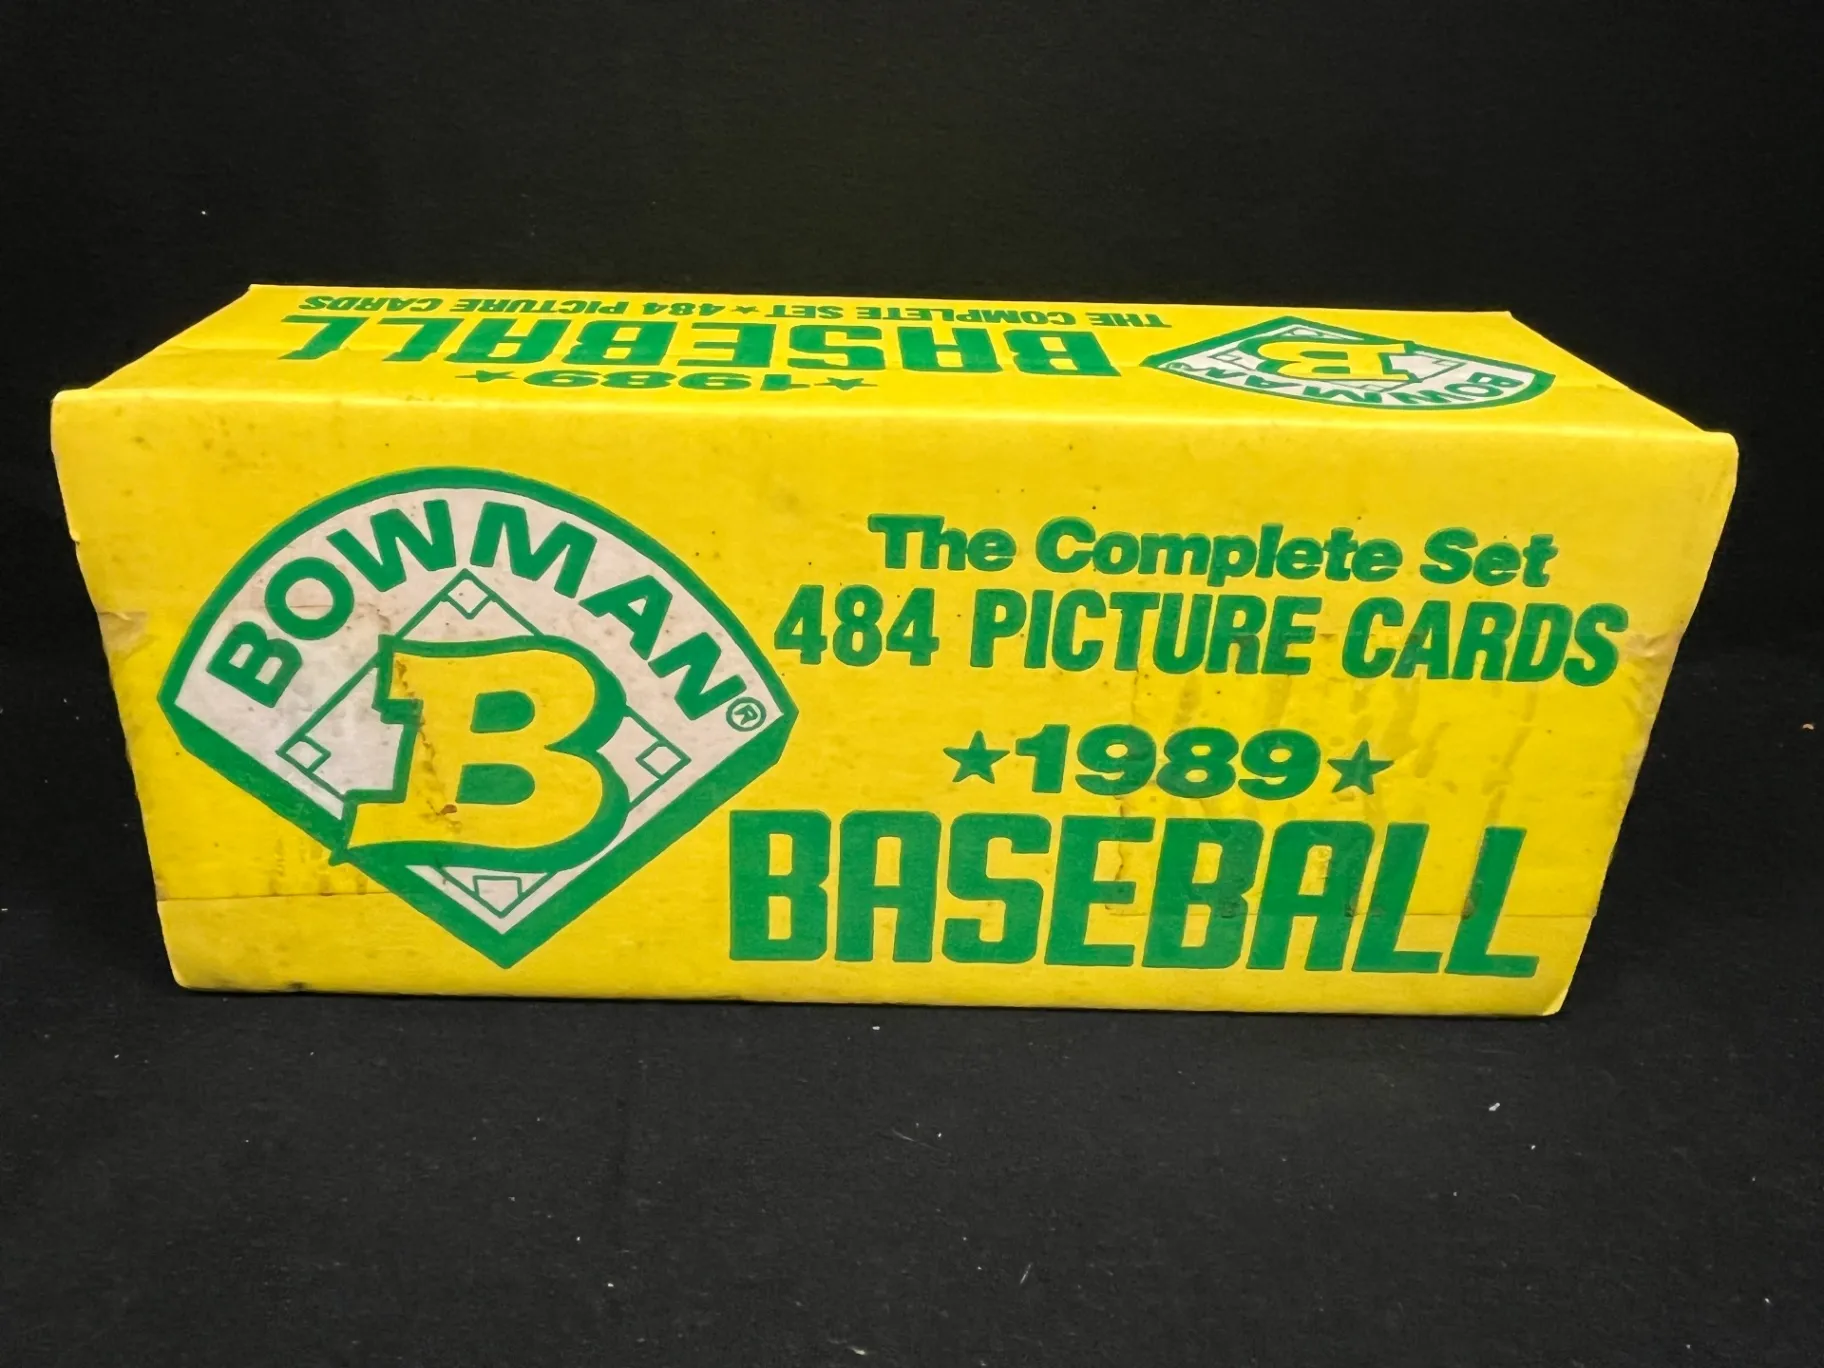 THE COMPLETE SET ★ 484 PICTURE CARDS
BASEBALL
★1989★
BOWMAN
B
BOWMAN®
B
The Complete Set
484 PICTURE CARDS
★1989★
BASEBALL